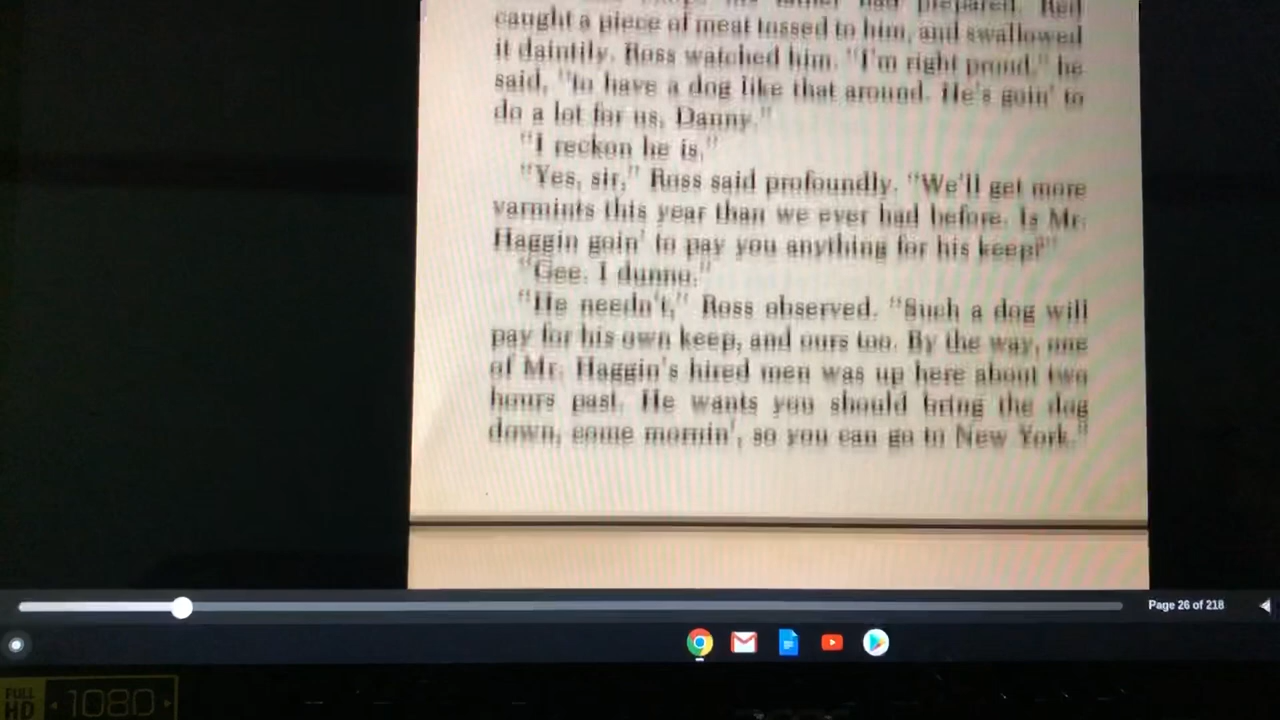 prepared. Red
caught a piece of meat tossed to him, and swallowed
it daintily. Ross watched him. "I'm right proud," he
said, "to have a dog like that around. He's goin' to
do a lot for us, Danny."
"I reckon he is."
"Yes, sir," Ross said profoundly. "We'll get more
varmints this year than we ever had before. Is Mr.
Haggin goin' to pay you anything for his keep?"
"Gee. I dunno."
"He needn't," Ross observed. "Such a dog will
pay for his own keep, and ours too. By the way, one
of Mr. Haggin's hired men was up here about two
hours past. He wants you should bring the dog
down, come mornin', so you can go to New York."
Page 26 of 218
FULL HD 1080